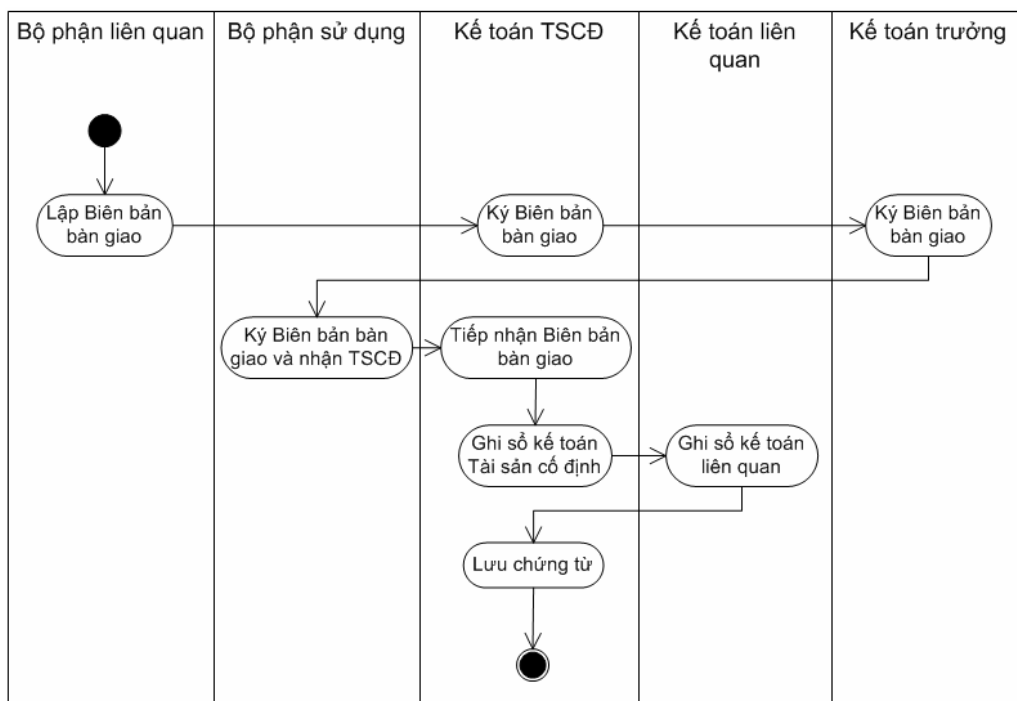 Bộ phận liên quan
Bộ phận sử dụng
Kế toán TSCĐ
Kế toán liên
quan
Kế toán trưởng
Lập Biên bản
bàn giao
Ký Biên bản
bàn giao
Ký Biên bản
bàn giao
Ký Biên bản bàn
giao và nhận TSCĐ
Tiếp nhận Biên bản
bàn giao
Ghi sổ kế toán
Tài sản cố định
Ghi sổ kế toán
liên quan
Lưu chứng từ